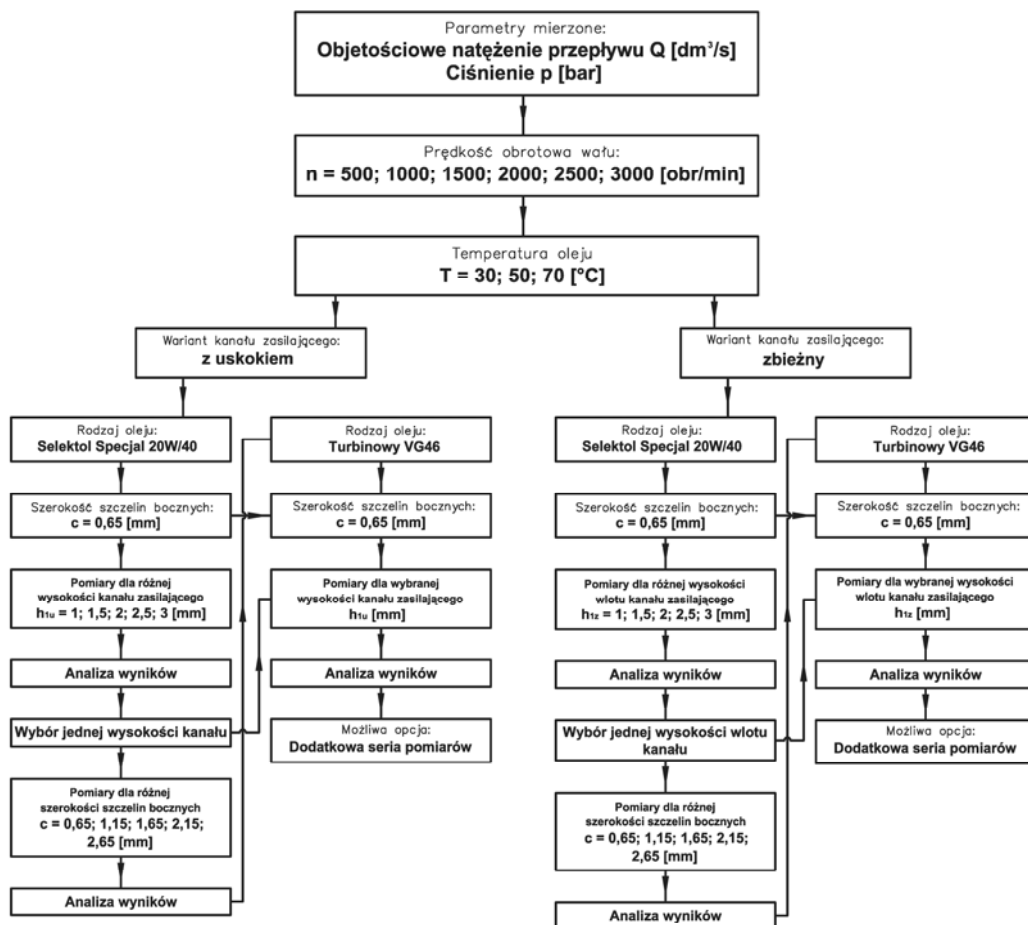 Parametry mierzone:
Objetościowe natężenie przepływu Q [dm³/s]
Ciśnienie p [bar]
Prędkość obrotowa wału:
n = 500; 1000; 1500; 2000; 2500; 3000 [obr/min]
Temperatura oleju
T = 30; 50; 70 [°C]
Wariant kanału zasilającego:
z uskokiem
Wariant kanału zasilającego:
zbieżny
Rodzaj oleju:
Selektol Specjal 20W/40
Rodzaj oleju:
Turbinowy VG46
Szerokość szczelin bocznych:
c = 0,65 [mm]
Szerokość szczelin bocznych:
c = 0,65 [mm]
Pomiary dla różnej
wysokości kanału zasilającego
h1u = 1; 1,5; 2; 2,5; 3 [mm]
Pomiary dla wybranej
wysokości kanału zasilającego
h1u [mm]
Analiza wyników
Analiza wyników
Wybór jednej wysokości kanału
Możliwa opcja:
Dodatkowa seria pomiarów
Pomiary dla różnej
szerokości szczelin bocznych
c = 0,65; 1,15; 1,65; 2,15;
2,65 [mm]
Analiza wyników
Rodzaj oleju:
Selektol Specjal 20W/40
Rodzaj oleju:
Turbinowy VG46
Szerokość szczelin bocznych:
c = 0,65 [mm]
Szerokość szczelin bocznych:
c = 0,65 [mm]
Pomiary dla różnej wysokości
wlotu kanału zasilającego
h1z = 1; 1,5; 2; 2,5; 3 [mm]
Pomiary dla wybranej wysokości
wlotu kanału zasilającego
h1z [mm]
Analiza wyników
Analiza wyników
Wybór jednej wysokości wlotu
kanału
Możliwa opcja:
Dodatkowa seria pomiarów
Pomiary dla różnej
szerokości szczelin bocznych
c = 0,65; 1,15; 1,65; 2,15;
2,65 [mm]
Analiza wyników